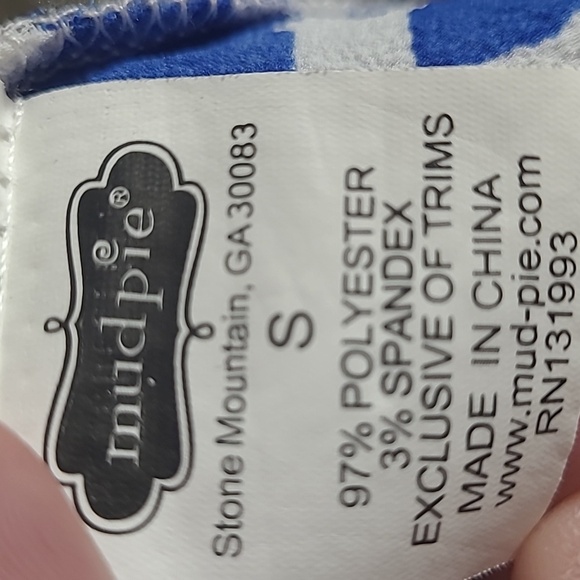 mud pie®
Stone Mountain, GA 30083
S
97% POLYESTER
3% SPANDEX
EXCLUSIVE OF TRIMS
MADE IN CHINA
www.mud-pie.com
RN131993